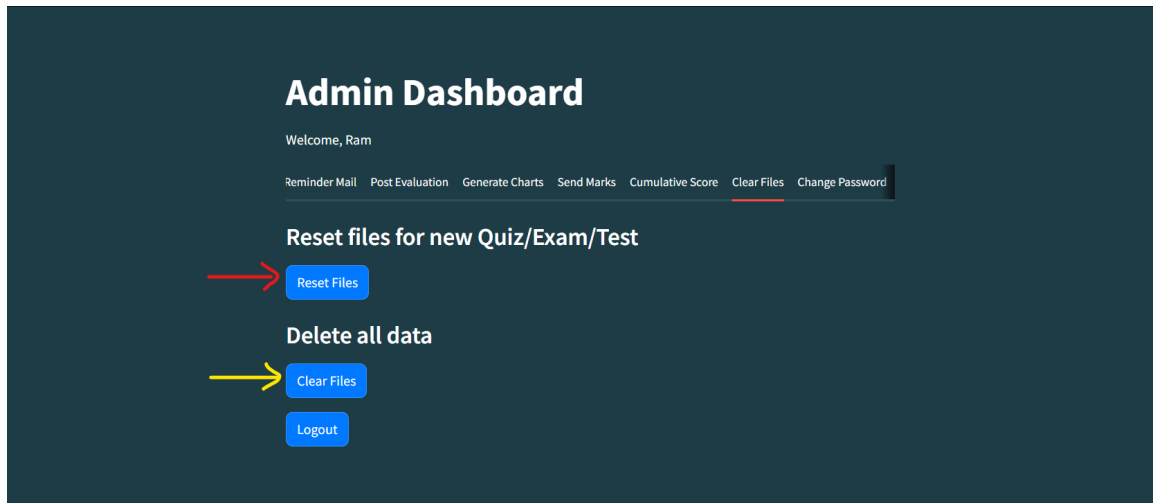 Admin Dashboard
Welcome, Ram
Reminder Mail Post Evaluation Generate Charts Send Marks Cumulative Score Clear Files Change Password
Reset files for new Quiz/Exam/Test
Reset Files
Delete all data
Clear Files
Logout